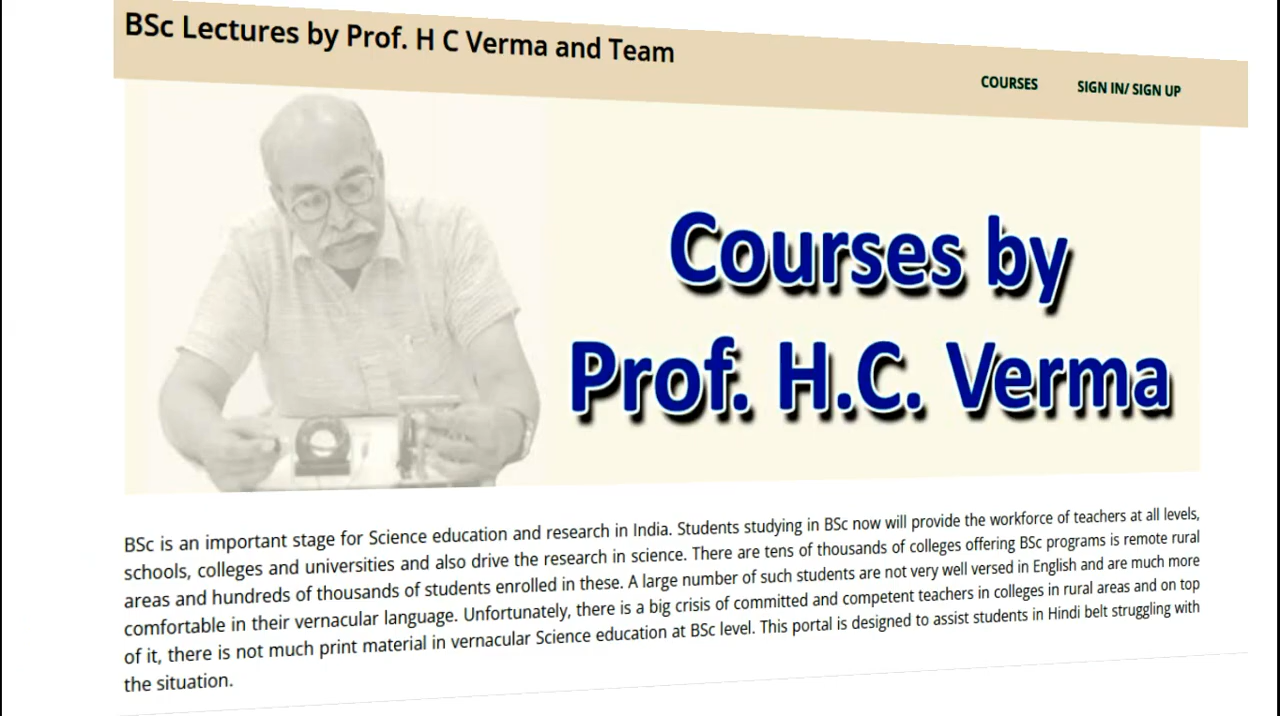 BSc Lectures by Prof. H C Verma and Team
COURSES SIGN IN/ SIGN UP
Courses by
Prof. H.C. Verma
BSc is an important stage for Science education and research in India. Students studying in BSc now will provide the workforce of teachers at all levels,
schools, colleges and universities and also drive the research in science. There are tens of thousands of colleges offering BSc programs is remote rural
areas and hundreds of thousands of students enrolled in these. A large number of such students are not very well versed in English and are much more
comfortable in their vernacular language. Unfortunately, there is a big crisis of committed and competent teachers in colleges in rural areas and on top
of it, there is not much print material in vernacular Science education at BSc level. This portal is designed to assist students in Hindi belt struggling with
the situation.